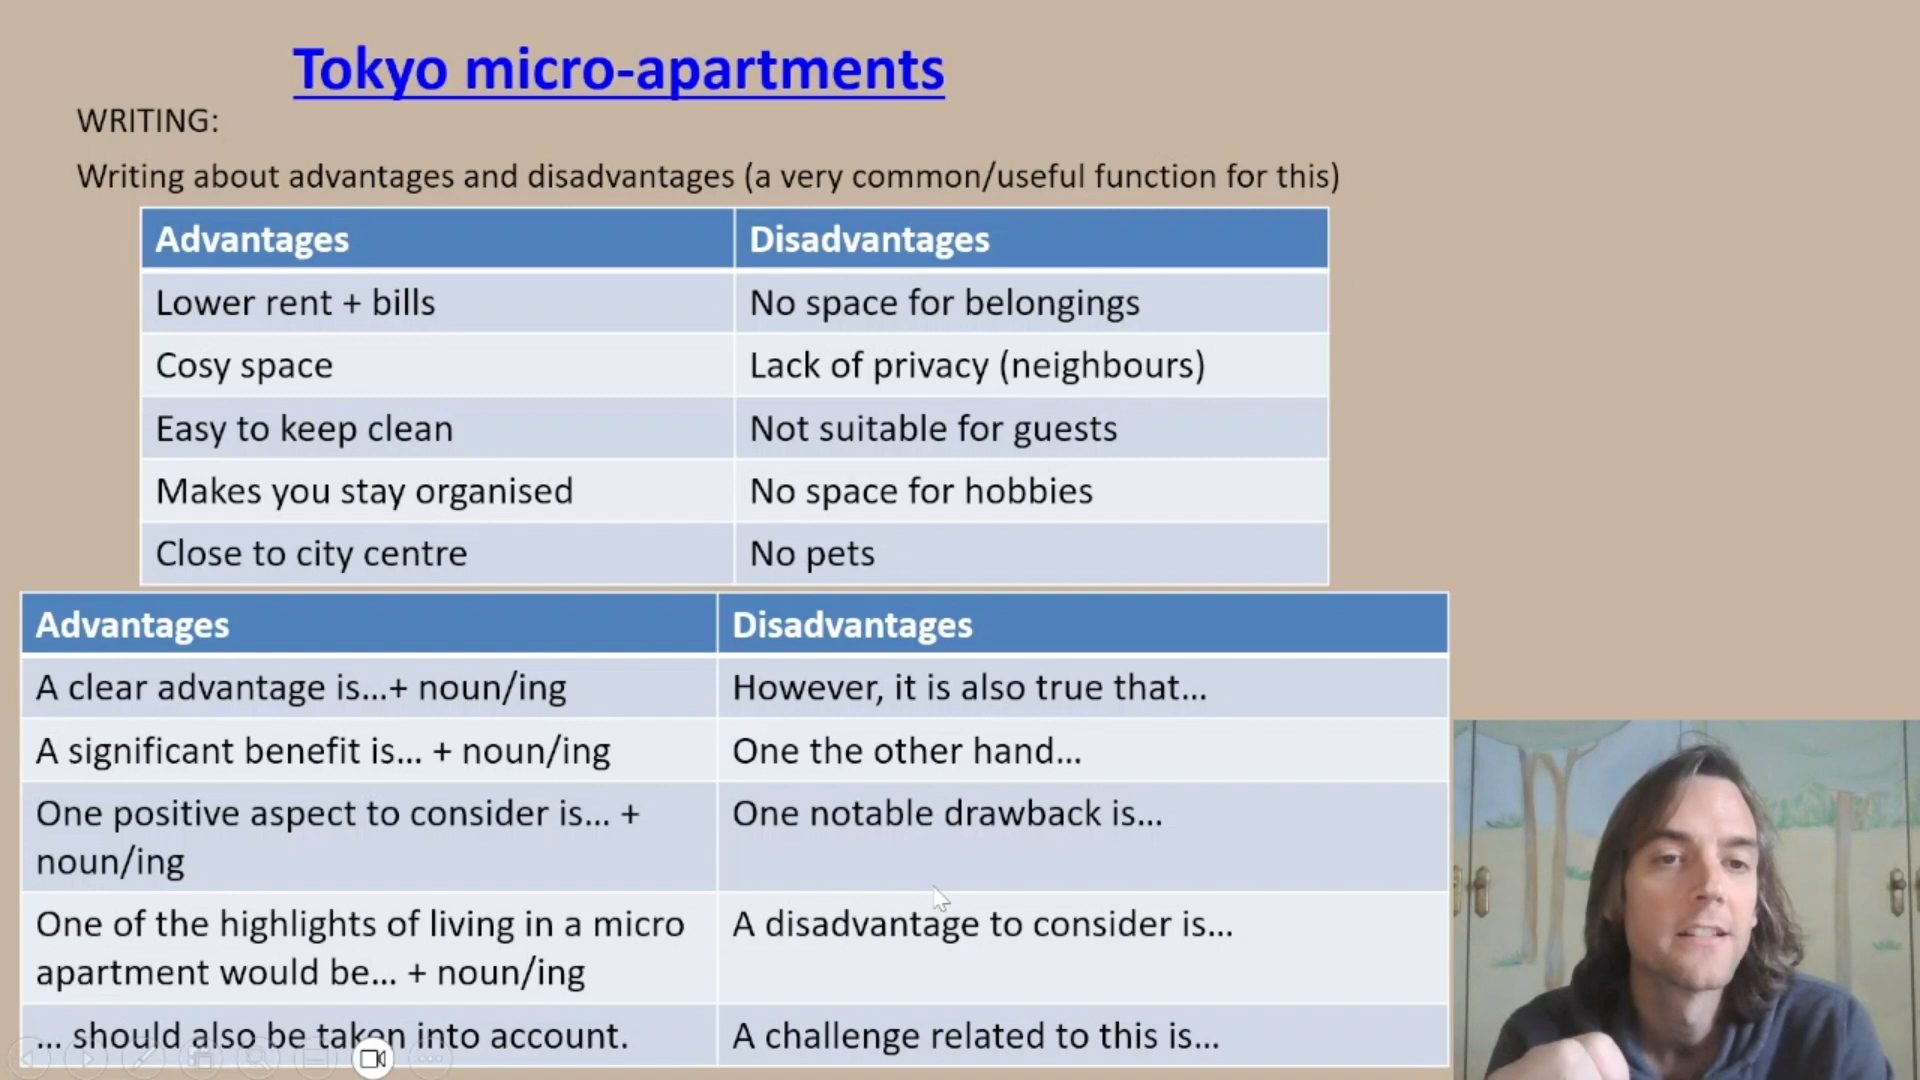 Tokyo micro-apartments
WRITING:
Writing about advantages and disadvantages (a very common/useful function for this)
Advantages
Disadvantages
Lower rent + bills
No space for belongings
Cosy space
Lack of privacy (neighbours)
Easy to keep clean
Not suitable for guests
Makes you stay organised
No space for hobbies
Close to city centre
No pets
Advantages
Disadvantages
A clear advantage is...+ noun/ing
However, it is also true that...
A significant benefit is... + noun/ing
One the other hand...
One positive aspect to consider is... +
noun/ing
One notable drawback is...
One of the highlights of living in a micro
apartment would be... + noun/ing
A disadvantage to consider is...
... should also be taken into account.
A challenge related to this is...